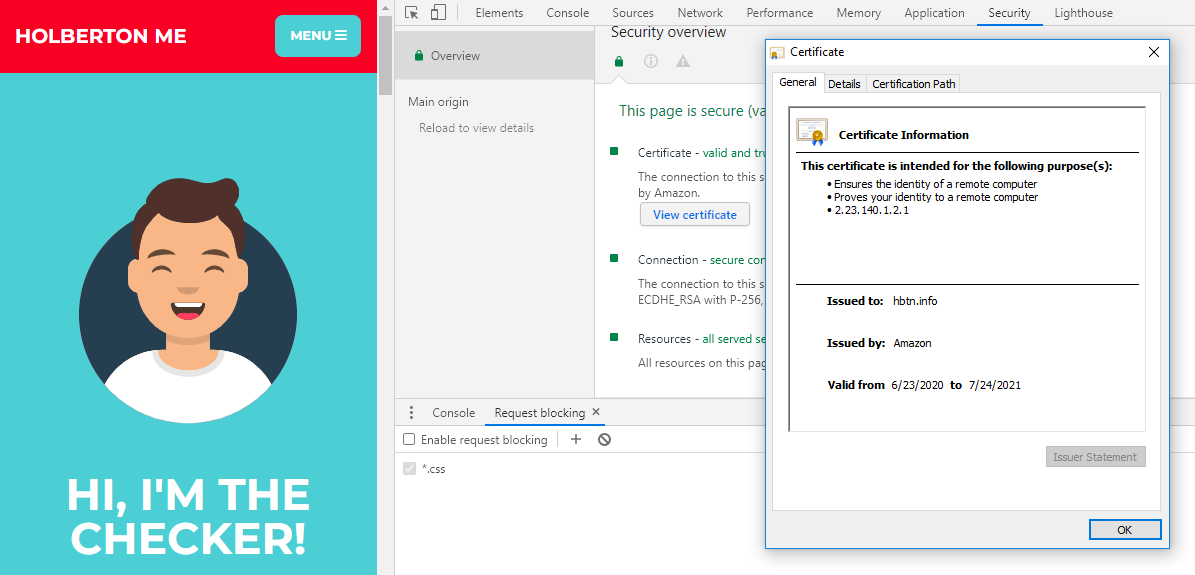 HOLBERTON ME
MENU
HI, I'M THE
CHECKER!
Elements Console Sources Network Performance Memory Application Security Lighthouse
Overview
Main origin
Reload to view details
Security overview
This page is secure (va
Certificate - valid and tru
The connection to this s
by Amazon.
View certificate
Connection - secure con
The connection to this s
ECDHE_RSA with P-256,
Resources - all served se
All resources on this pag
Console Request blocking
Enable request blocking
*.css
Certificate
General Details Certification Path
Certificate Information
This certificate is intended for the following purpose(s):
• Ensures the identity of a remote computer
• Proves your identity to a remote computer
• 2.23.140.1.2.1
Issued to: hbtn.info
Issued by: Amazon
Valid from 6/23/2020 to 7/24/2021
Issuer Statement
OK